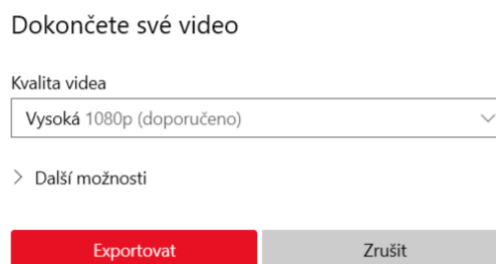 Dokončete své video
Kvalita videa
Vysoká 1080p (doporučeno)
Další možnosti
Exportovat
Zrušit